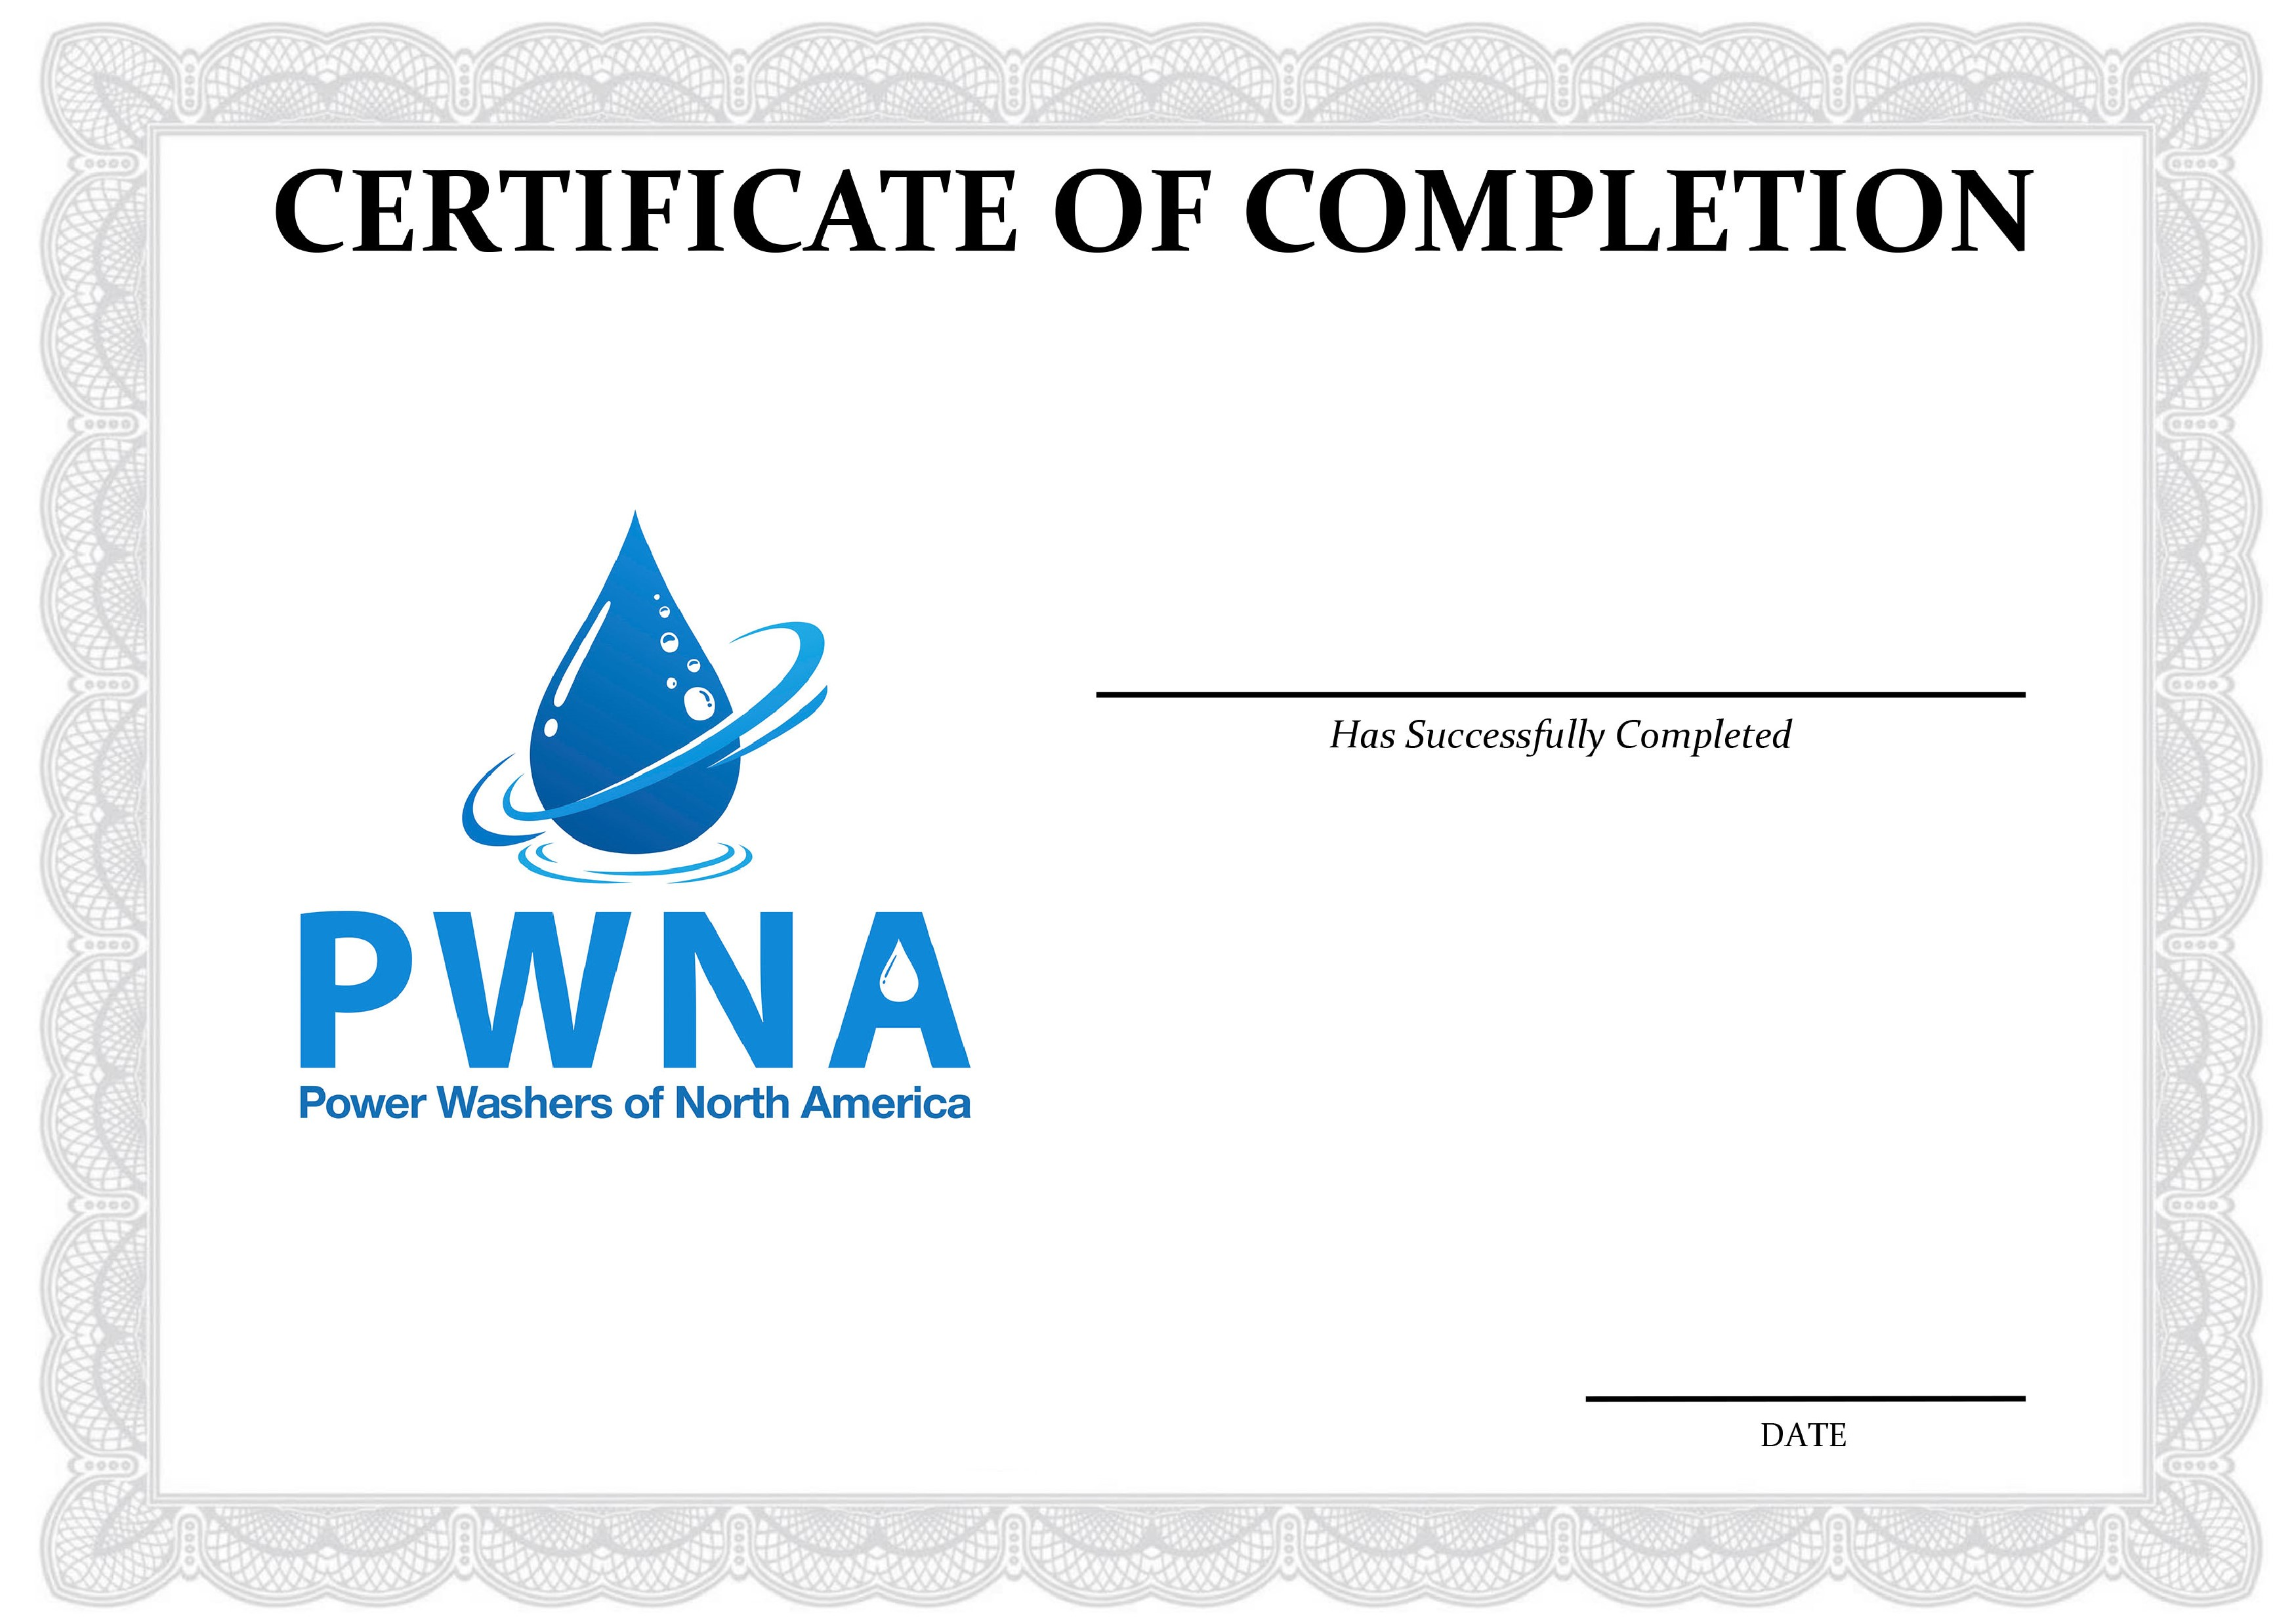 CERTIFICATE OF COMPLETION
Has Successfully Completed
PWNA
Power Washers of North America
DATE